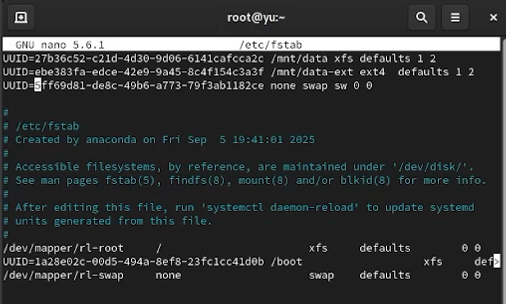 root@yu:~
GNU nano 5.6.1 /etc/fstab
UUID=27b36c52-c21d-4d30-9d06-6141cafcca2c /mnt/data xfs defaults 1 2
UUID=ebe383fa-edce-42e9-9a45-8c4f154c3a3f /mnt/data-ext ext4  defaults 1 2
UUID=5ff69d81-de8c-49b6-a773-79f3ab1182ce none swap sw 0 0
#
# /etc/fstab
# Created by anaconda on Fri Sep  5 19:41:01 2025
#
# Accessible filesystems, by reference, are maintained under '/dev/disk/'.
# See man pages fstab(5), findfs(8), mount(8) and/or blkid(8) for more info.
#
# After editing this file, run 'systemctl daemon-reload' to update systemd
# units generated from this file.
#
/dev/mapper/rl-root     /                       xfs     defaults        0 0
UUID=1a28e02c-00d5-494a-8ef8-23fc1cc41d0b /boot                   xfs     def>
/dev/mapper/rl-swap     none                    swap    defaults        0 0